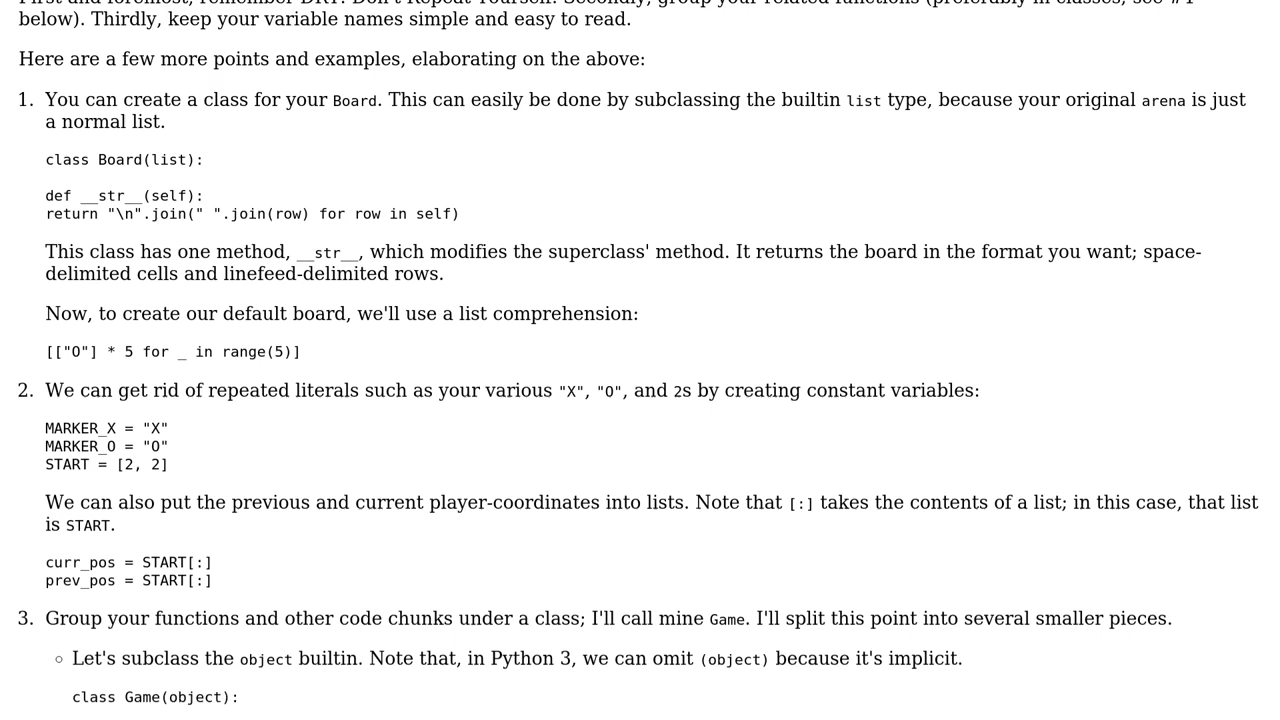 below). Thirdly, keep your variable names simple and easy to read.
Here are a few more points and examples, elaborating on the above:
1. You can create a class for your Board. This can easily be done by subclassing the builtin list type, because your original arena is just
a normal list.
class Board(list):
def __str__(self):
return "\n".join(" ".join(row) for row in self)
This class has one method, __str__, which modifies the superclass' method. It returns the board in the format you want; space-
delimited cells and linefeed-delimited rows.
Now, to create our default board, we'll use a list comprehension:
[["O"] * 5 for _ in range(5)]
2. We can get rid of repeated literals such as your various "X", "O", and 2s by creating constant variables:
MARKER_X = "X"
MARKER_O = "O"
START = [2, 2]
We can also put the previous and current player-coordinates into lists. Note that [:] takes the contents of a list; in this case, that list
is START.
curr_pos = START[:]
prev_pos = START[:]
3. Group your functions and other code chunks under a class; I'll call mine Game. I'll split this point into several smaller pieces.
◦ Let's subclass the object builtin. Note that, in Python 3, we can omit (object) because it's implicit.
class Game(object):